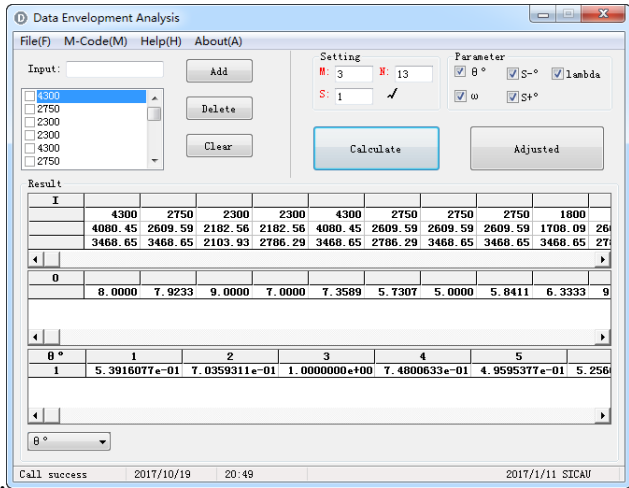 Data Envelopment Analysis
File(F) M-Code(M) Help(H) About(A)
Input:
Add
4300
2750
2300
2300
4300
2750
Delete
Clear
Setting
M: 3 N: 13
S: 1 ✓
Parameter
θ° S-° lambda
ω S+°
Calculate
Adjusted
Result
I
4300 2750 2300 2300 4300 2750 2750 2750 1800
4080.45 2609.59 2182.56 2182.56 4080.45 2609.59 2609.59 2609.59 1708.09 26
3468.65 3468.65 2103.93 2786.29 3468.65 2786.29 3468.65 3468.65 3468.65 27
O
8.0000 7.9233 9.0000 7.0000 7.3589 5.7307 5.0000 5.8411 6.3333 9
θ° 1 2 3 4 5
1 5.3916077e-01 7.0359311e-01 1.0000000e+00 7.4800633e-01 4.9595377e-01 5.256
θ°
Call success 2017/10/19 20:49 2017/1/11 SICAU